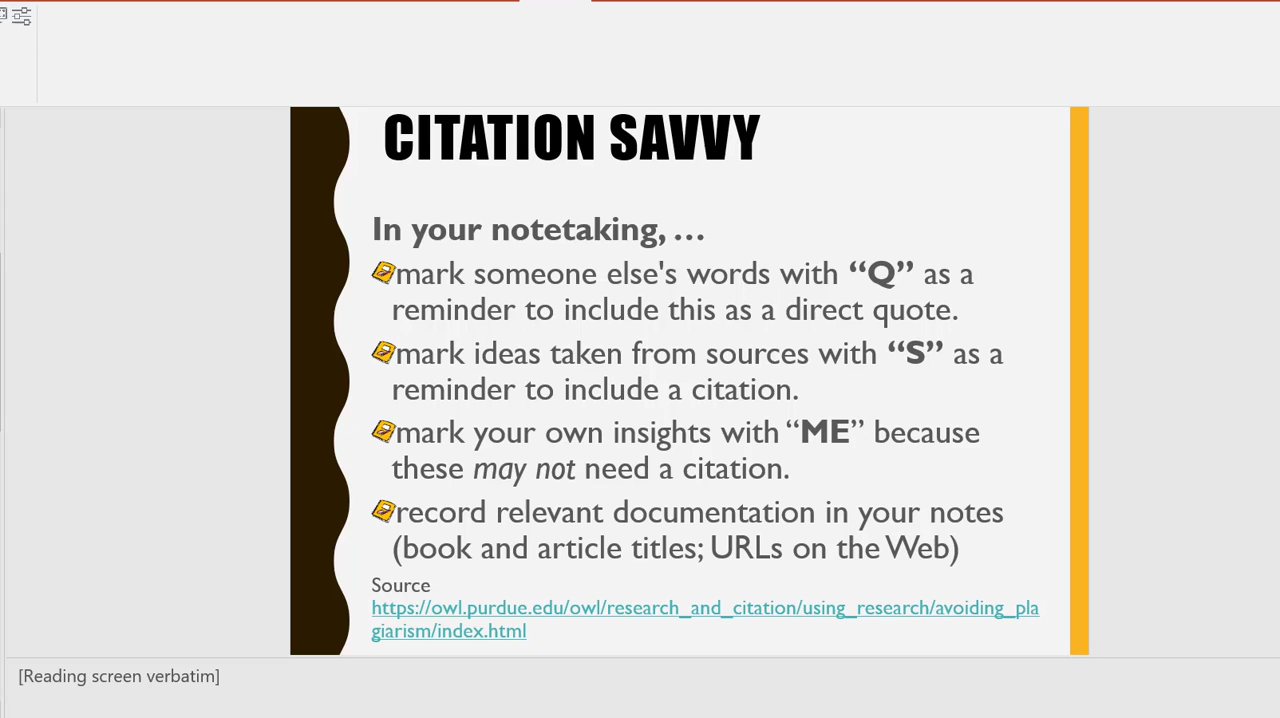 CITATION SAVVY
In your notetaking, …
mark someone else's words with “Q” as a
reminder to include this as a direct quote.
mark ideas taken from sources with “S” as a
reminder to include a citation.
mark your own insights with “ME” because
these may not need a citation.
record relevant documentation in your notes
(book and article titles; URLs on the Web)
Source
https://owl.purdue.edu/owl/research_and_citation/using_research/avoiding_pla
giarism/index.html
[Reading screen verbatim]